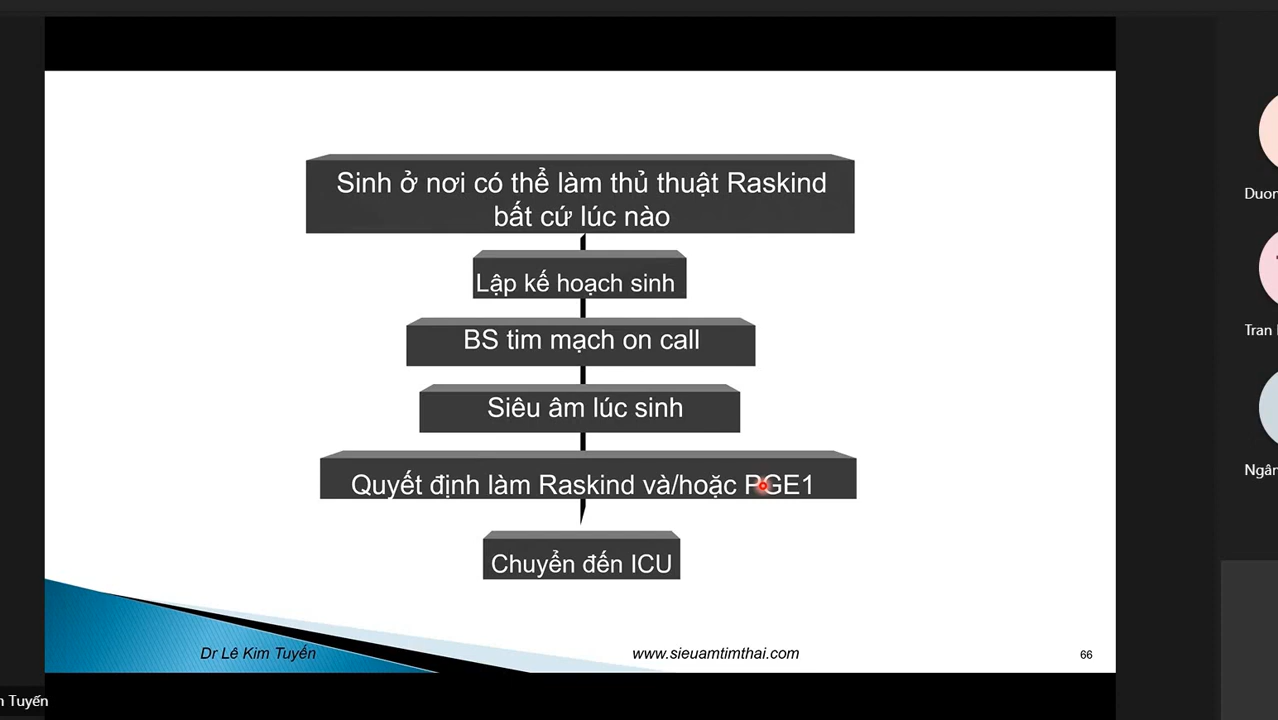 Sinh ở nơi có thể làm thủ thuật Raskind
bất cứ lúc nào
Lập kế hoạch sinh
BS tim mạch on call
Siêu âm lúc sinh
Quyết định làm Raskind và/hoặc PGE1
Chuyển đến ICU
Dr Lê Kim Tuyến
www.sieuamtimthai.com
66
Duon
Tran
Ngân
Tuyến